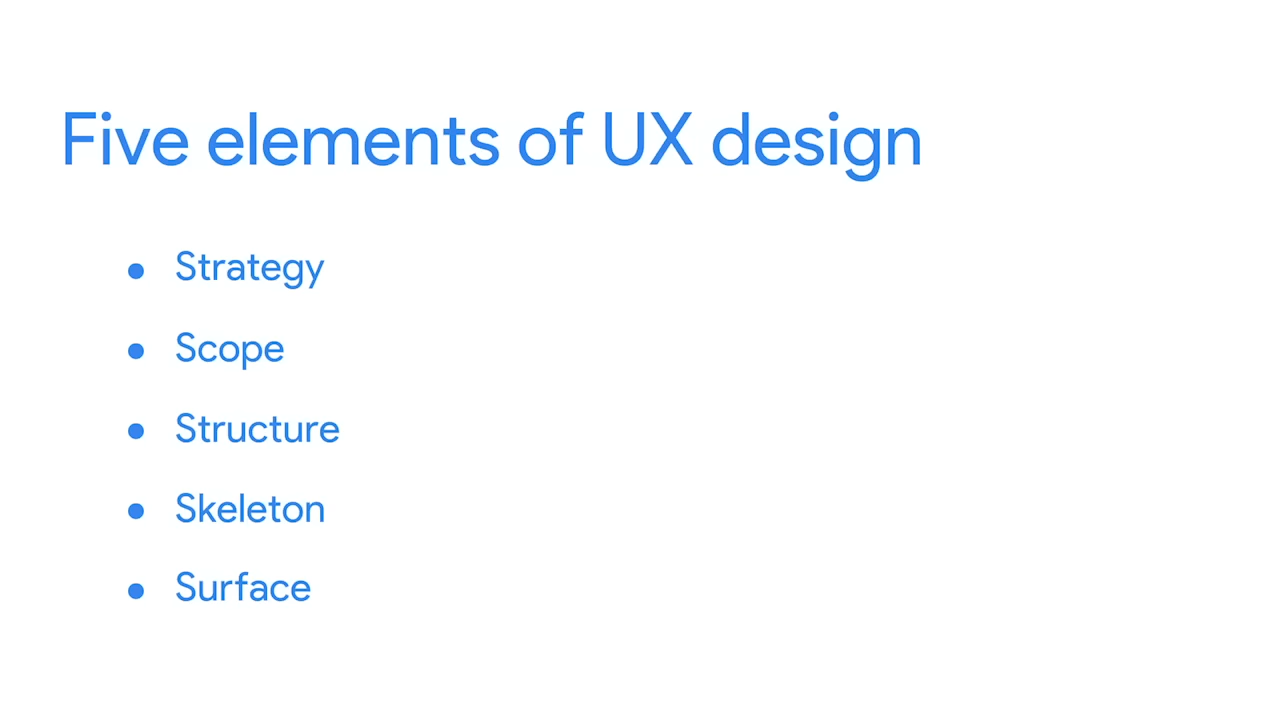 Five elements of UX design
● Strategy
● Scope
● Structure
● Skeleton
● Surface